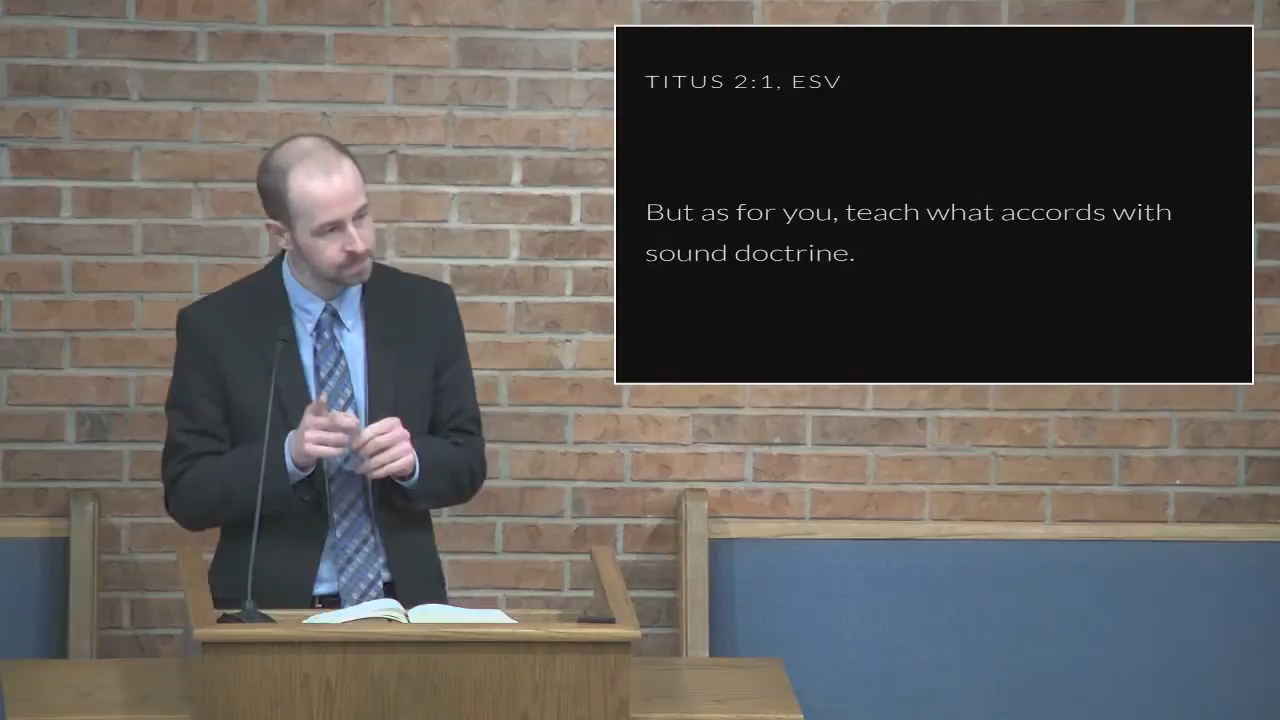 TITUS 2:1, ESV
But as for you, teach what accords with
sound doctrine.